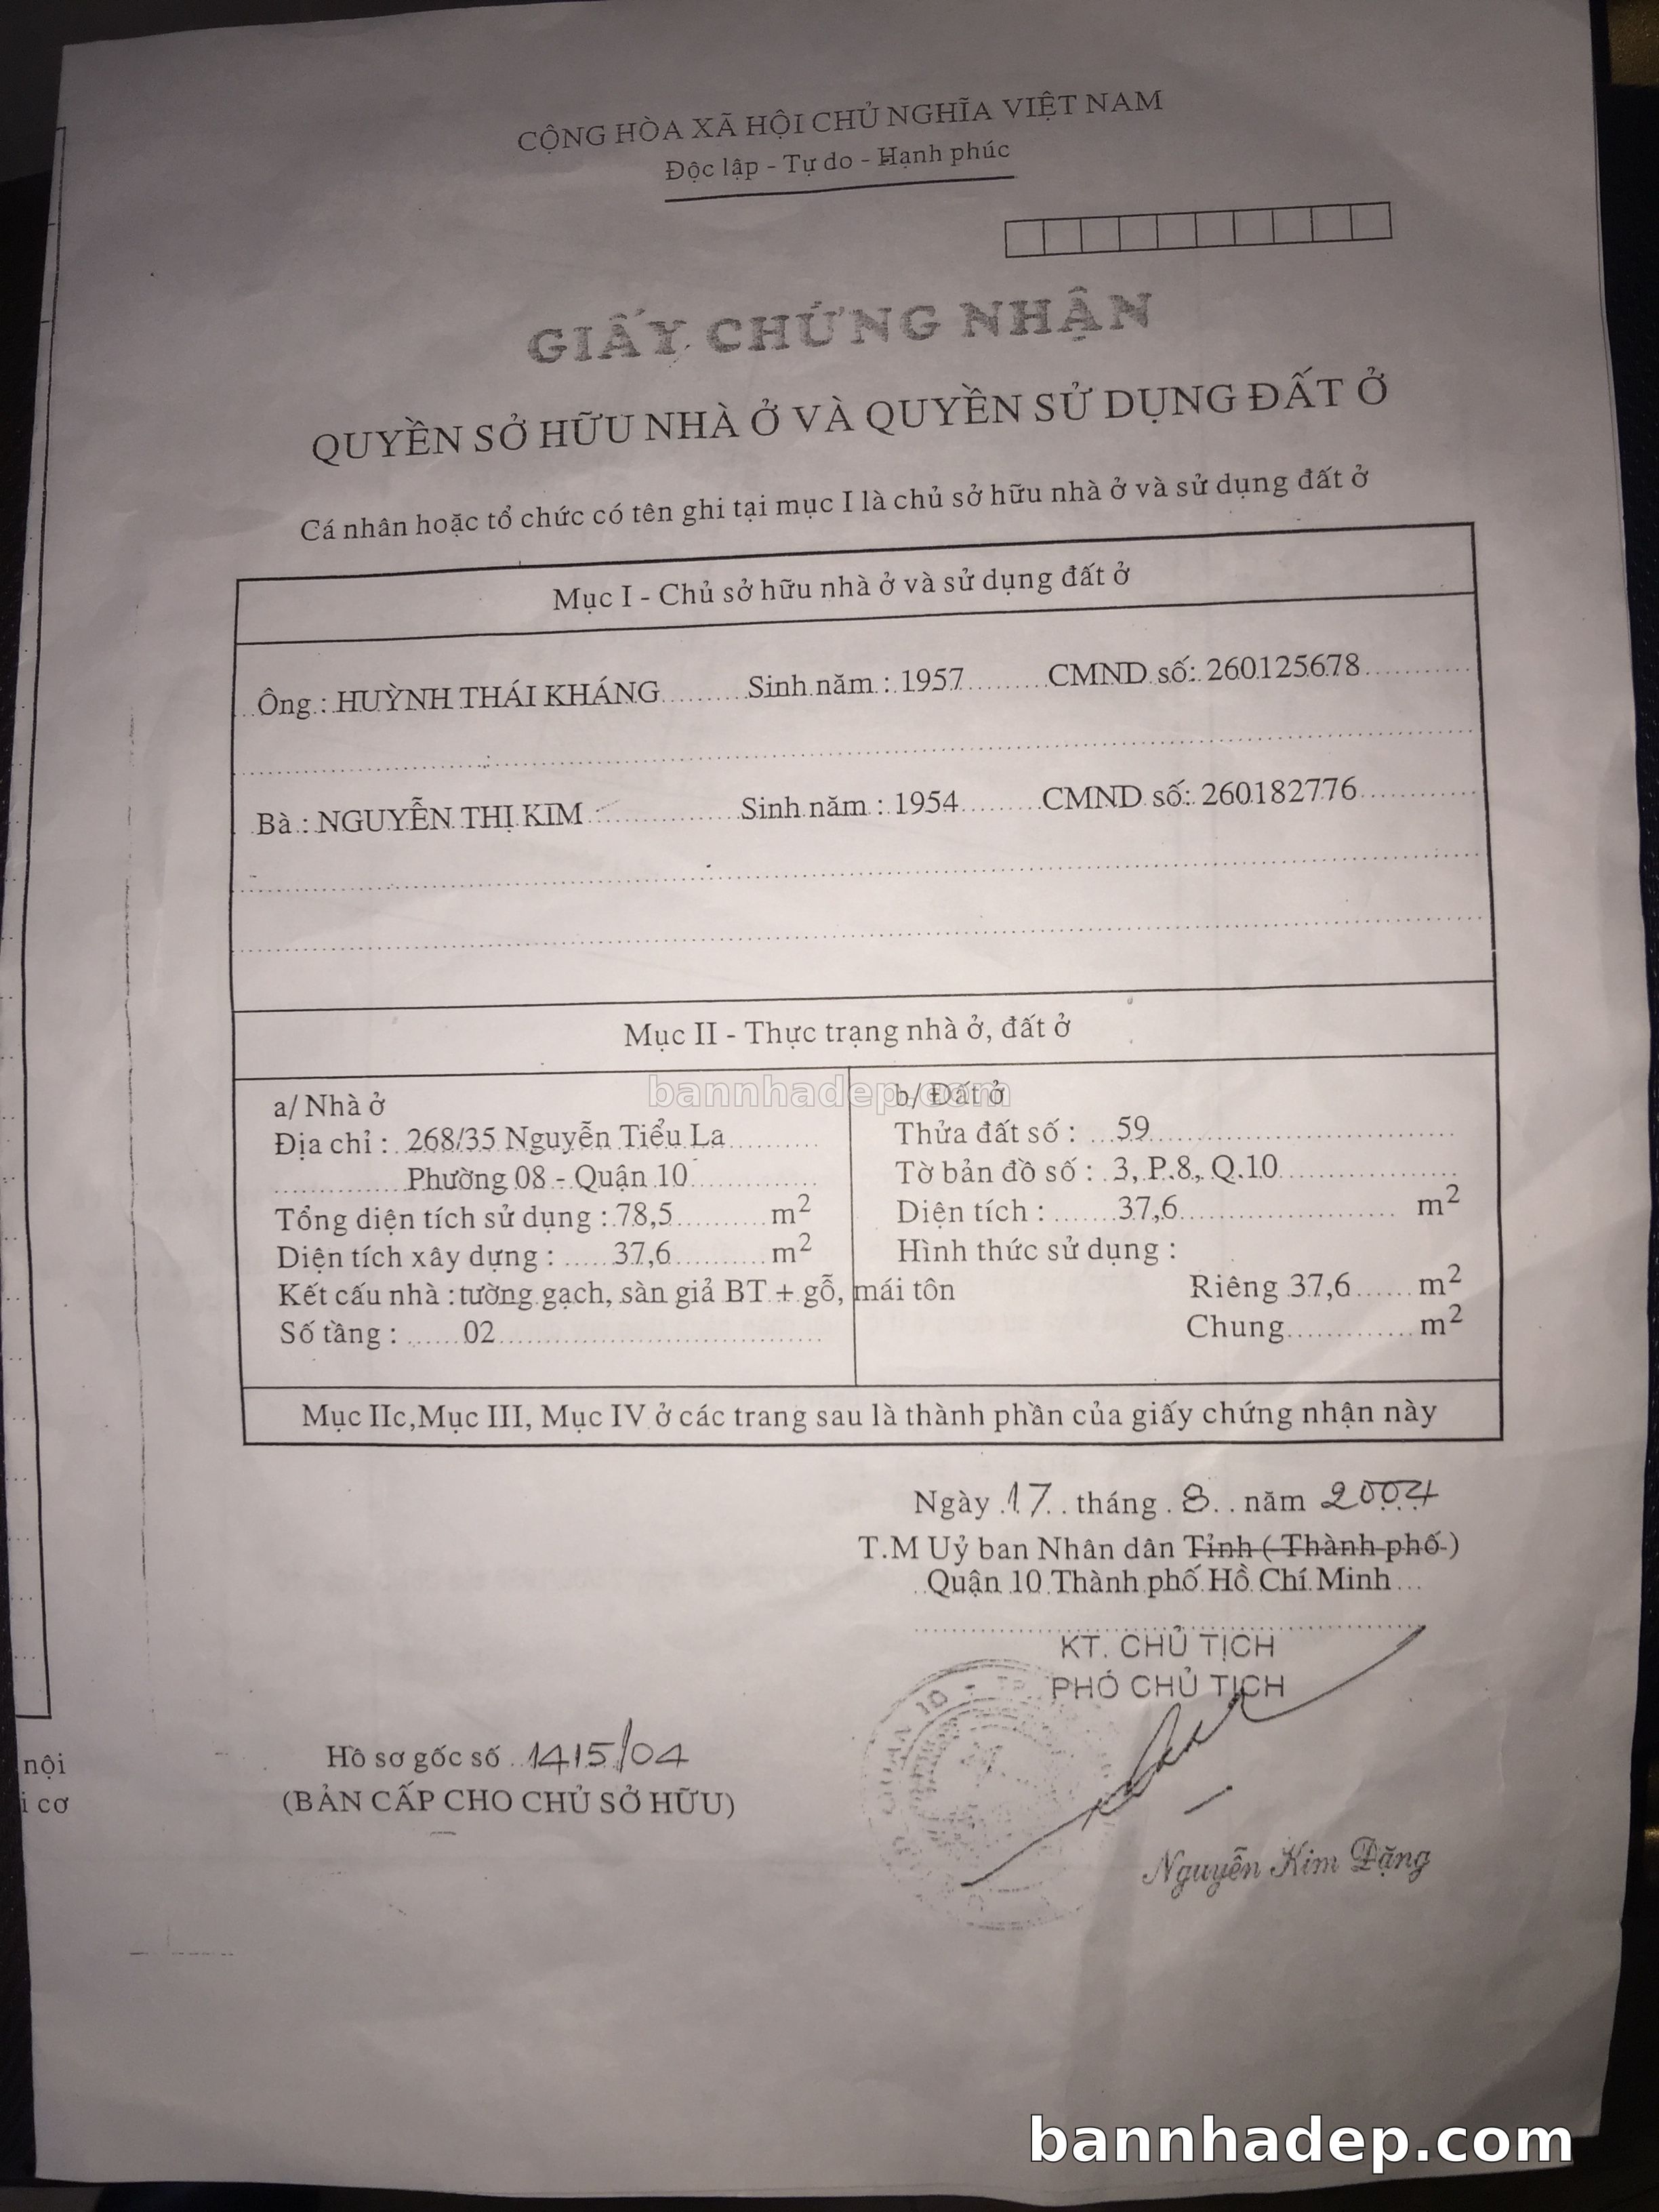 CỘNG HÒA XÃ HỘI CHỦ NGHĨA VIỆT NAM
Độc lập - Tự do - Hạnh phúc
GIẤY CHỨNG NHẬN
QUYỀN SỞ HỮU NHÀ Ở VÀ QUYỀN SỬ DỤNG ĐẤT Ở
Cá nhân hoặc tổ chức có tên ghi tại mục I là chủ sở hữu nhà ở và sử dụng đất ở
Mục I - Chủ sở hữu nhà ở và sử dụng đất ở
Ông : HUỲNH THÁI KHÁNG Sinh năm : 1957 CMND số: 260125678
Bà : NGUYỄN THỊ KIM Sinh năm : 1954 CMND số: 260182776
Mục II - Thực trạng nhà ở, đất ở
bannhadep.com
a/ Nhà ở
Địa chỉ : 268/35 Nguyễn Tiểu La
Phường 08 - Quận 10
Tổng diện tích sử dụng : 78,5 m2
Diện tích xây dựng : 37,6 m2
Kết cấu nhà : tường gạch, sàn giả BT + gỗ, mái tôn
Số tầng : 02
b/ Đất ở
Thửa đất số : 59
Tờ bản đồ số : 3, P.8, Q.10
Diện tích : 37,6 m2
Hình thức sử dụng :
Riêng 37,6 m2
Chung m2
Mục IIc,Mục III, Mục IV ở các trang sau là thành phần của giấy chứng nhận này
Ngày 17 tháng 8 năm 2004
T.M Uỷ ban Nhân dân Tỉnh ( Thành phố )
Quận 10 Thành phố Hồ Chí Minh
KT. CHỦ TỊCH
PHÓ CHỦ TỊCH
QUẬN 10
Hồ sơ gốc số 1415/04
(BẢN CẤP CHO CHỦ SỞ HỮU)
Nguyễn Kim Đặng
nội
i cơ
bannhadep.com